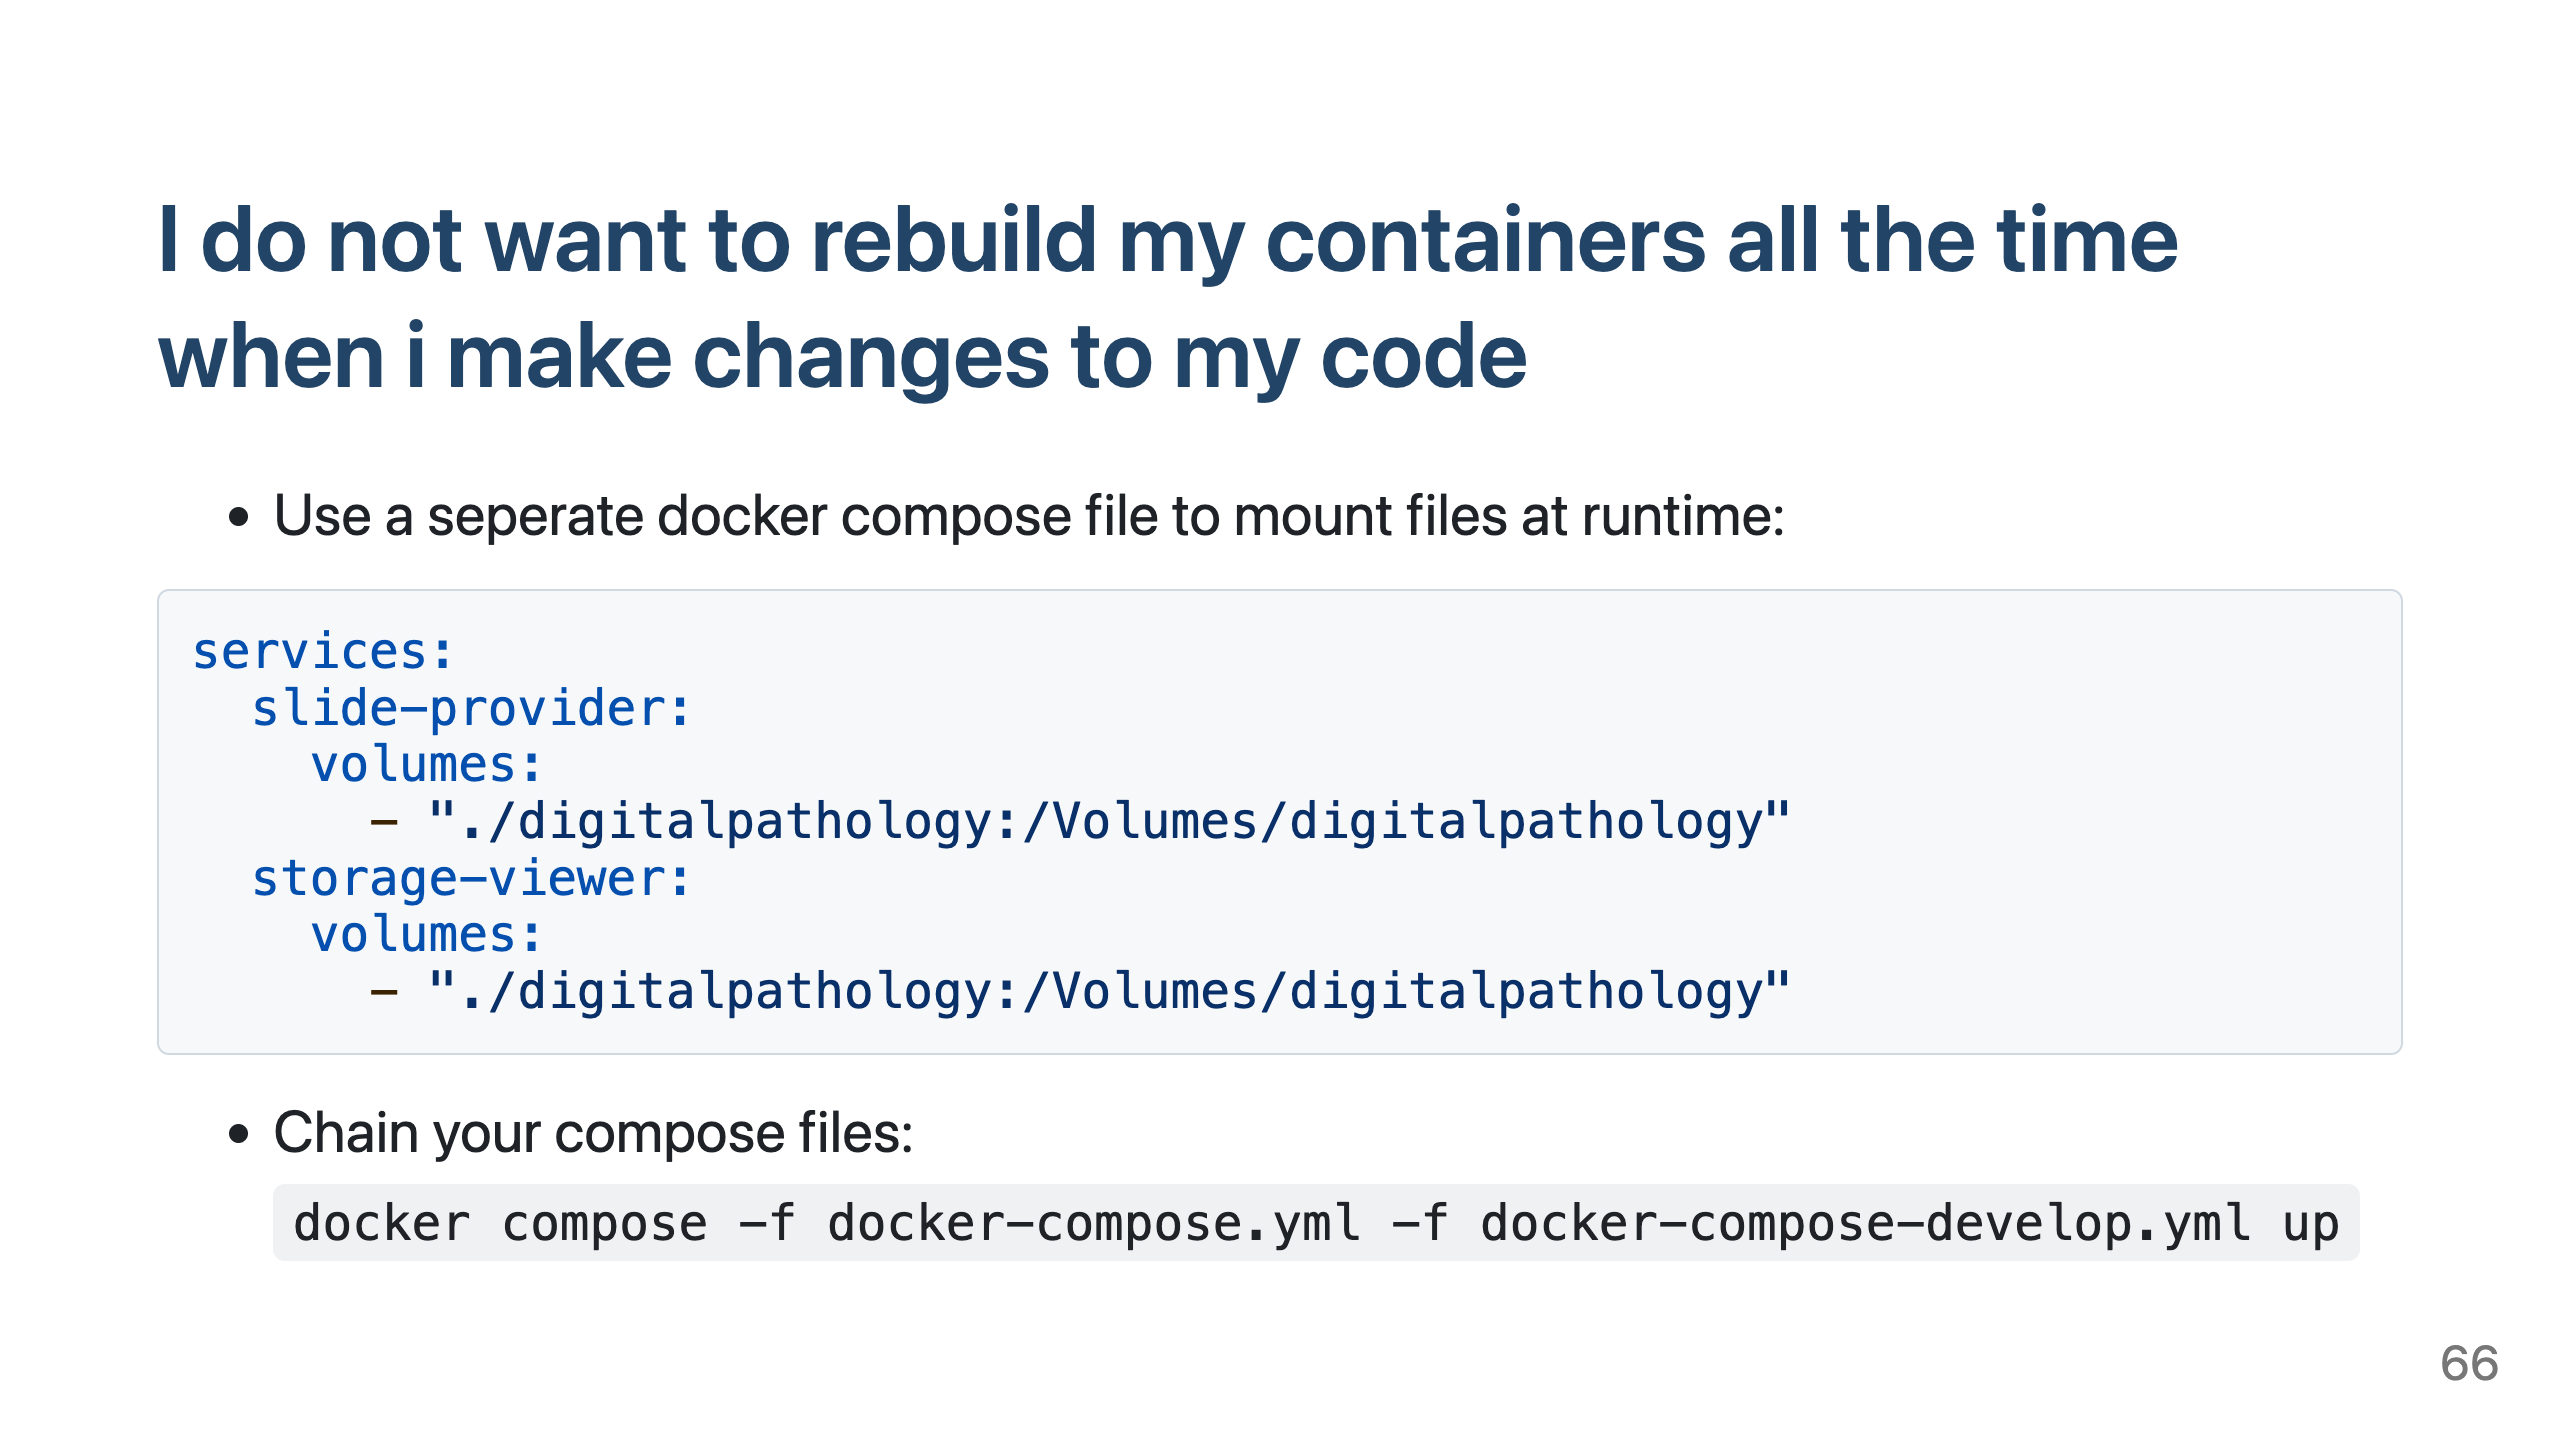 I do not want to rebuild my containers all the time
when i make changes to my code
• Use a seperate docker compose file to mount files at runtime:
services:
  slide-provider:
    volumes:
      - "./digitalpathology:/Volumes/digitalpathology"
  storage-viewer:
    volumes:
      - "./digitalpathology:/Volumes/digitalpathology"
• Chain your compose files:
docker compose -f docker-compose.yml -f docker-compose-develop.yml up
66